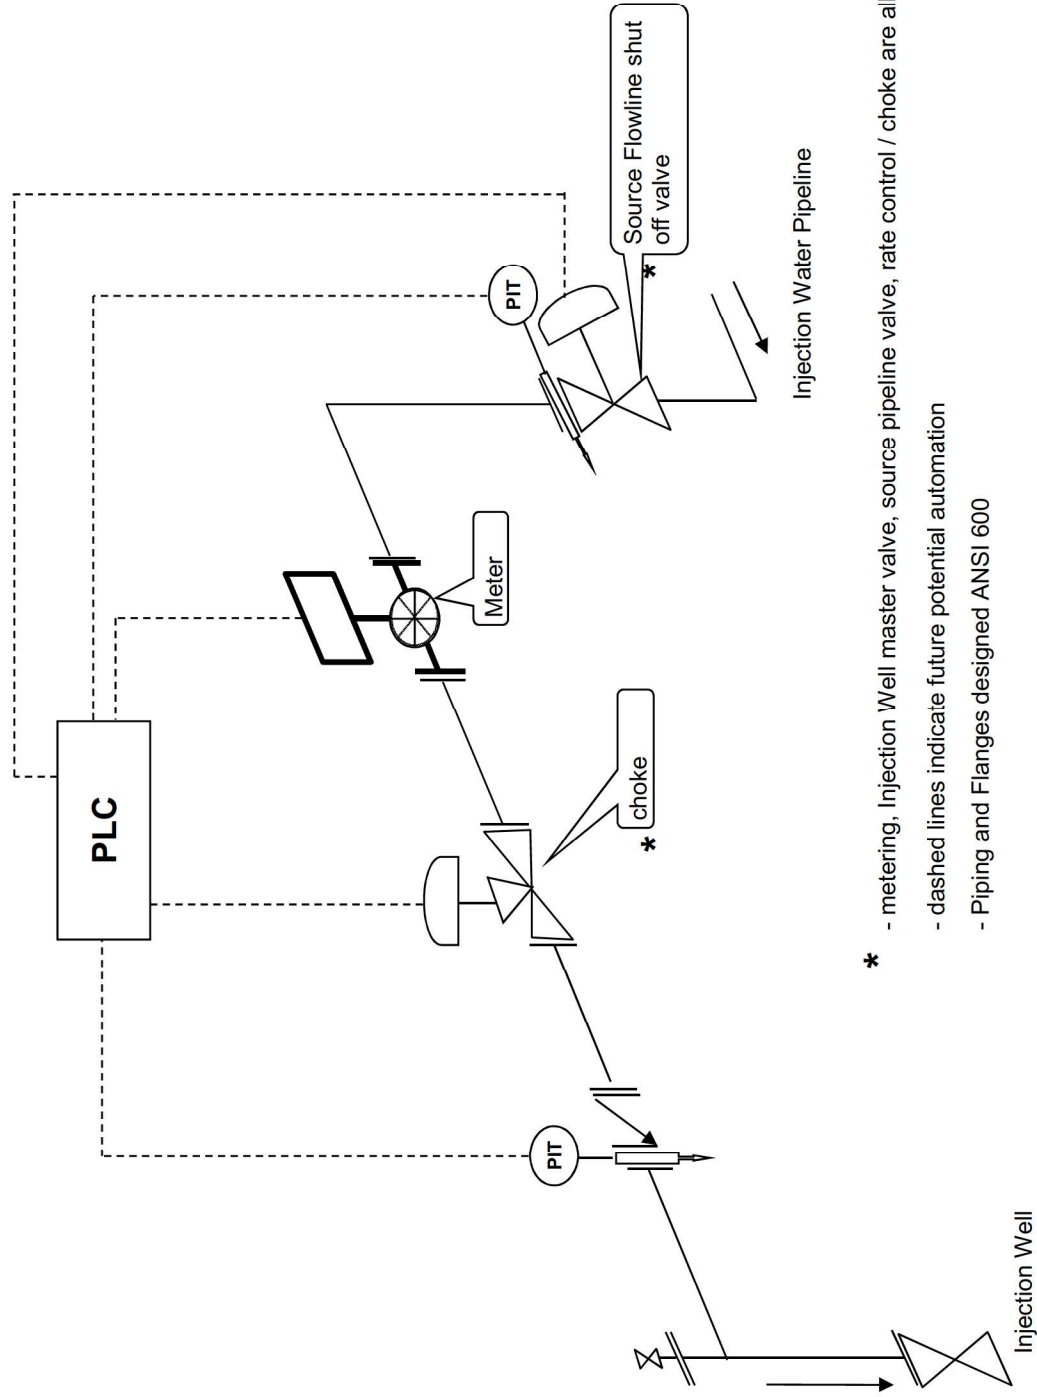 PLC
PIT
PIT
Source Flowline shut
off valve
*
Injection Water Pipeline
Meter
choke
*
Injection Well
* - metering, Injection Well master valve, source pipeline valve, rate control / choke are all
- dashed lines indicate future potential automation
- Piping and Flanges designed ANSI 600